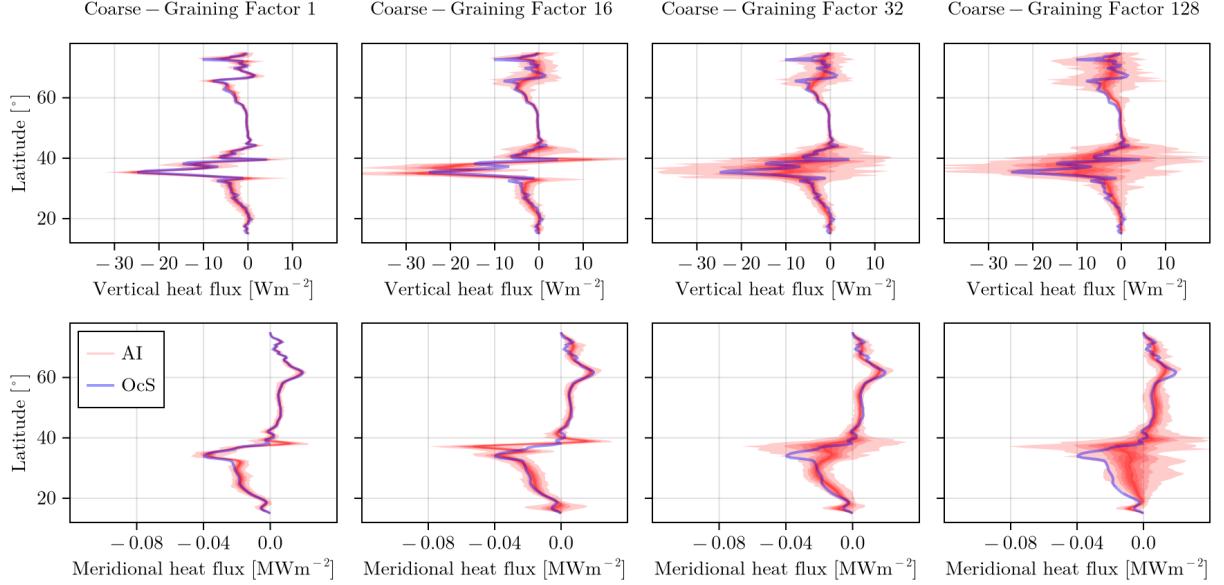 Coarse – Graining Factor 1
Coarse – Graining Factor 16
Coarse – Graining Factor 32
Coarse – Graining Factor 128
Latitude [°]
60
40
20
−30 −20 −10 0 10
−30 −20 −10 0 10
−30 −20 −10 0 10
−30 −20 −10 0 10
Vertical heat flux [Wm⁻²]
Vertical heat flux [Wm⁻²]
Vertical heat flux [Wm⁻²]
Vertical heat flux [Wm⁻²]
AI
OcS
Latitude [°]
60
40
20
−0.08 −0.04 0.0
−0.08 −0.04 0.0
−0.08 −0.04 0.0
−0.08 −0.04 0.0
Meridional heat flux [MWm⁻²]
Meridional heat flux [MWm⁻²]
Meridional heat flux [MWm⁻²]
Meridional heat flux [MWm⁻²]